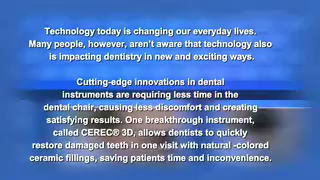 Technology today is changing our everyday lives.
Many people, however, aren't aware that technology also
is impacting dentistry in new and exciting ways.
Cutting-edge innovations in dental
instruments are requiring less time in the
dental chair, causing less discomfort and creating
satisfying results. One breakthrough instrument,
called CEREC® 3D, allows dentists to quickly
restore damaged teeth in one visit with natural -colored
ceramic fillings, saving patients time and inconvenience.